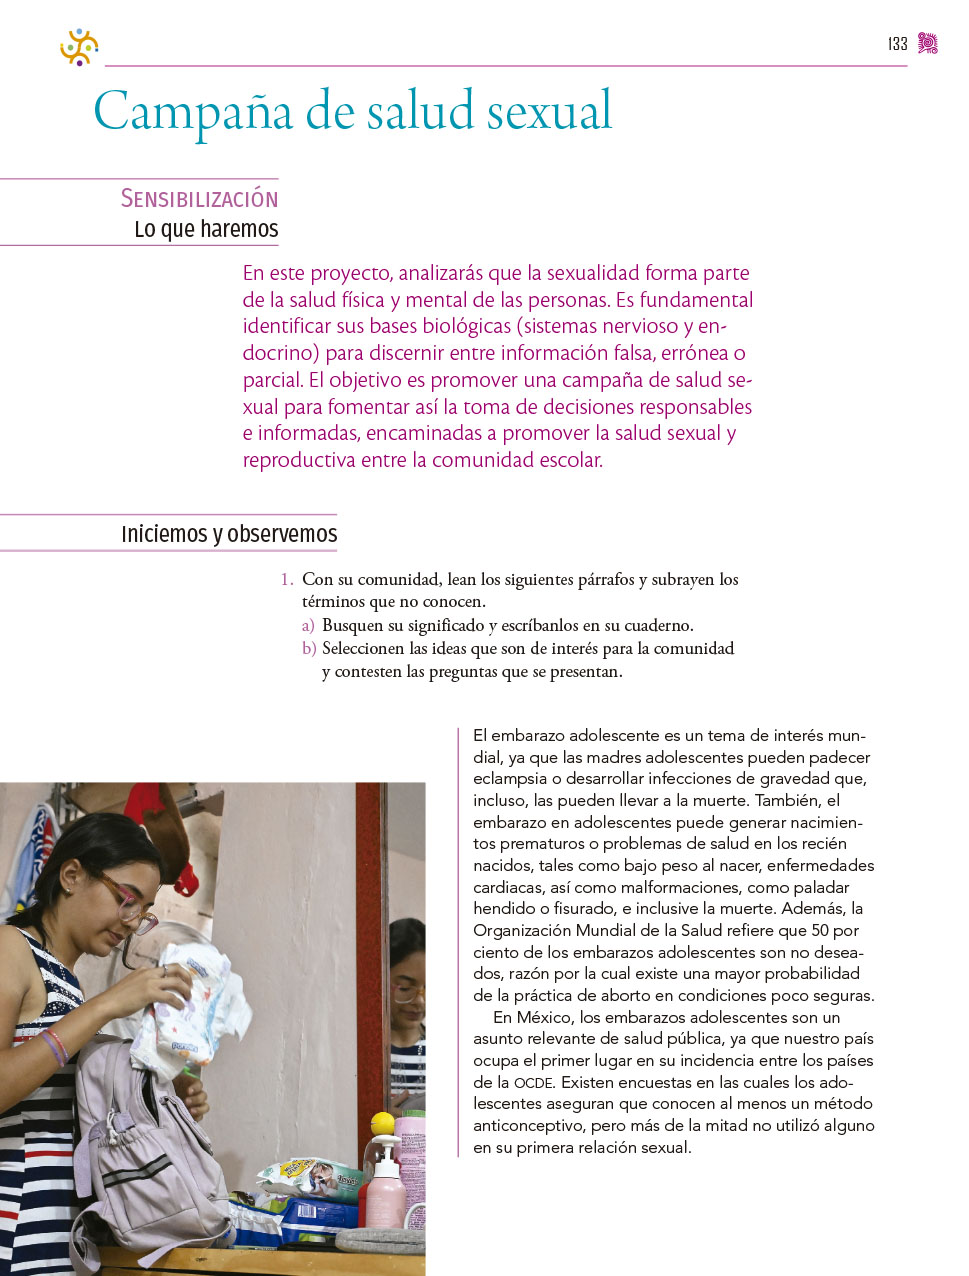 133
Campaña de salud sexual
Sensibilización
Lo que haremos
En este proyecto, analizarás que la sexualidad forma parte
de la salud física y mental de las personas. Es fundamental
identificar sus bases biológicas (sistemas nervioso y en-
docrino) para discernir entre información falsa, errónea o
parcial. El objetivo es promover una campaña de salud se-
xual para fomentar así la toma de decisiones responsables
e informadas, encaminadas a promover la salud sexual y
reproductiva entre la comunidad escolar.
Iniciemos y observemos
1. Con su comunidad, lean los siguientes párrafos y subrayen los
términos que no conocen.
a) Busquen su significado y escríbanlos en su cuaderno.
b) Seleccionen las ideas que son de interés para la comunidad
y contesten las preguntas que se presentan.
El embarazo adolescente es un tema de interés mun-
dial, ya que las madres adolescentes pueden padecer
eclampsia o desarrollar infecciones de gravedad que,
incluso, las pueden llevar a la muerte. También, el
embarazo en adolescentes puede generar nacimien-
tos prematuros o problemas de salud en los recién
nacidos, tales como bajo peso al nacer, enfermedades
cardiacas, así como malformaciones, como paladar
hendido o fisurado, e inclusive la muerte. Además, la
Organización Mundial de la Salud refiere que 50 por
ciento de los embarazos adolescentes son no desea-
dos, razón por la cual existe una mayor probabilidad
de la práctica de aborto en condiciones poco seguras.
En México, los embarazos adolescentes son un
asunto relevante de salud pública, ya que nuestro país
ocupa el primer lugar en su incidencia entre los países
de la OCDE. Existen encuestas en las cuales los ado-
lescentes aseguran que conocen al menos un método
anticonceptivo, pero más de la mitad no utilizó alguno
en su primera relación sexual.